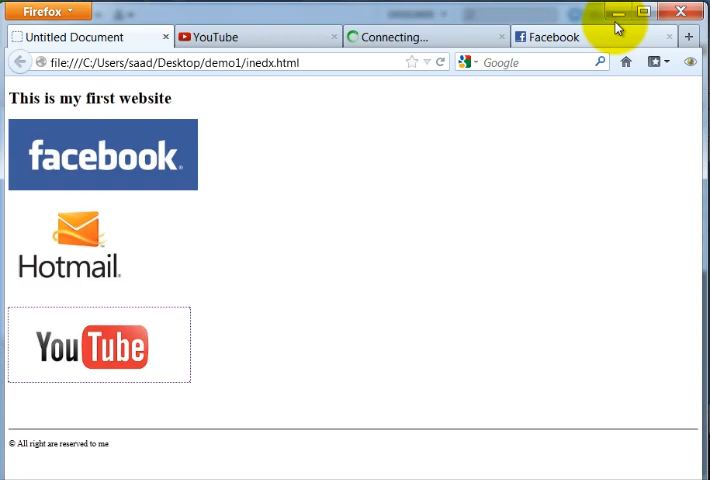 Firefox
Untitled Document
YouTube
Connecting...
Facebook
file:///C:/Users/saad/Desktop/demo1/inedx.html
Google
This is my first website
facebook.
Hotmail.
YouTube
© All right are reserved to me